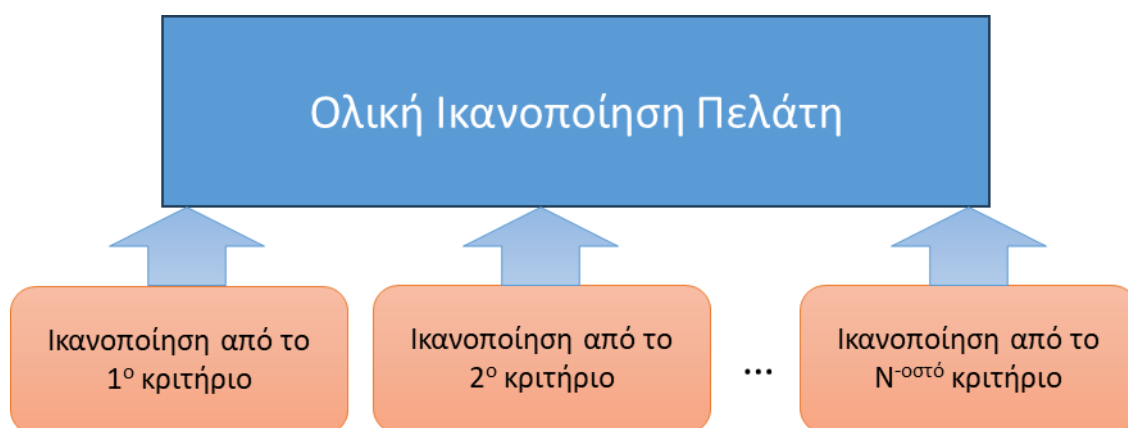 Ολική Ικανοποίηση Πελάτη
Ικανοποίηση από το
1ο κριτήριο
Ικανοποίηση από το
2ο κριτήριο
...
Ικανοποίηση από το
Ν-οστό κριτήριο